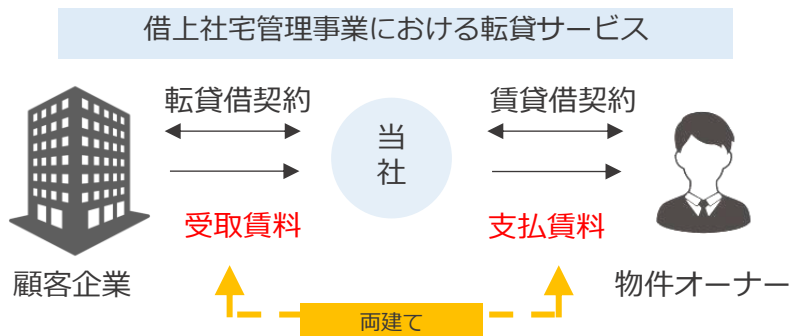 借上社宅管理事業における転貸サービス
転貸借契約
賃貸借契約
当
社
受取賃料
支払賃料
顧客企業
物件オーナー
両建て